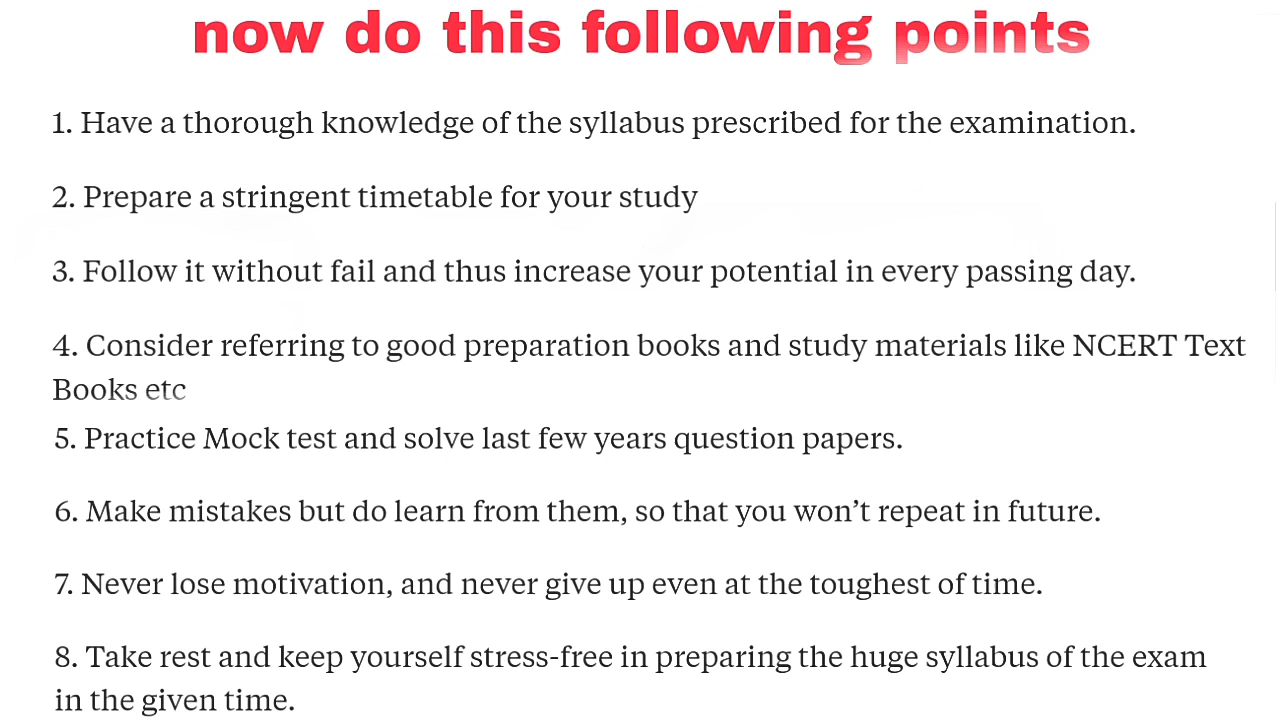 now do this following points
1. Have a thorough knowledge of the syllabus prescribed for the examination.
2. Prepare a stringent timetable for your study
3. Follow it without fail and thus increase your potential in every passing day.
4. Consider referring to good preparation books and study materials like NCERT Text
Books etc
5. Practice Mock test and solve last few years question papers.
6. Make mistakes but do learn from them, so that you won’t repeat in future.
7. Never lose motivation, and never give up even at the toughest of time.
8. Take rest and keep yourself stress-free in preparing the huge syllabus of the exam
in the given time.